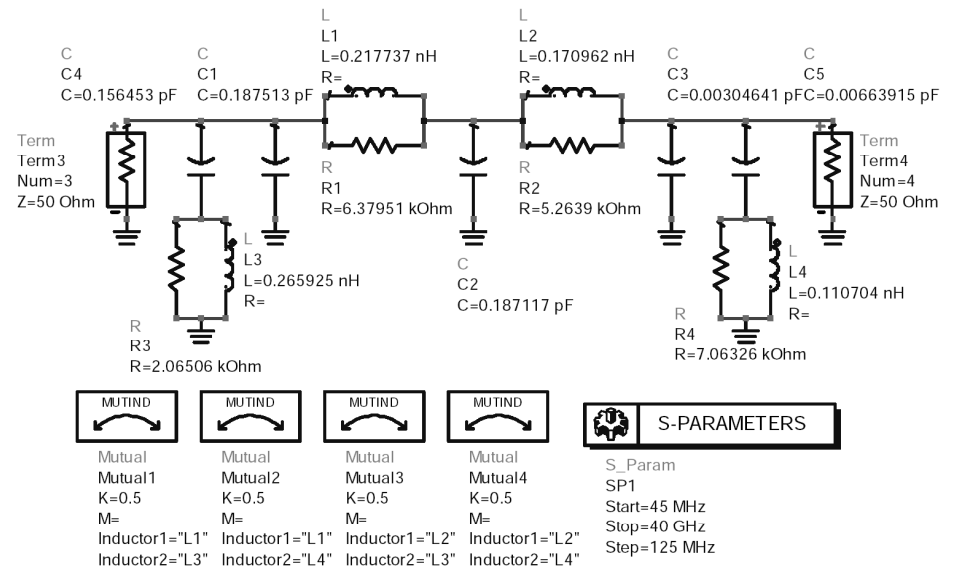 C
C4
C=0.156453 pF
C
C1
C=0.187513 pF
L
L1
L=0.217737 nH
R=
L
L2
L=0.170962 nH
R=
C
C3
C=0.00304641 pF
C
C5
C=0.00663915 pF
+
Term
Term3
Num=3
Z=50 Ohm
-
R
R1
R=6.37951 kOhm
R
R2
R=5.2639 kOhm
+
Term
Term4
Num=4
Z=50 Ohm
-
L
L3
L=0.265925 nH
R=
C
C2
C=0.187117 pF
L
L4
L=0.110704 nH
R=
R
R3
R=2.06506 kOhm
R
R4
R=7.06326 kOhm
MUTIND
Mutual
Mutual1
K=0.5
M=
Inductor1="L1"
Inductor2="L3"
MUTIND
Mutual
Mutual2
K=0.5
M=
Inductor1="L1"
Inductor2="L4"
MUTIND
Mutual
Mutual3
K=0.5
M=
Inductor1="L2"
Inductor2="L3"
MUTIND
Mutual
Mutual4
K=0.5
M=
Inductor1="L2"
Inductor2="L4"
S-PARAMETERS
S_Param
SP1
Start=45 MHz
Stop=40 GHz
Step=125 MHz